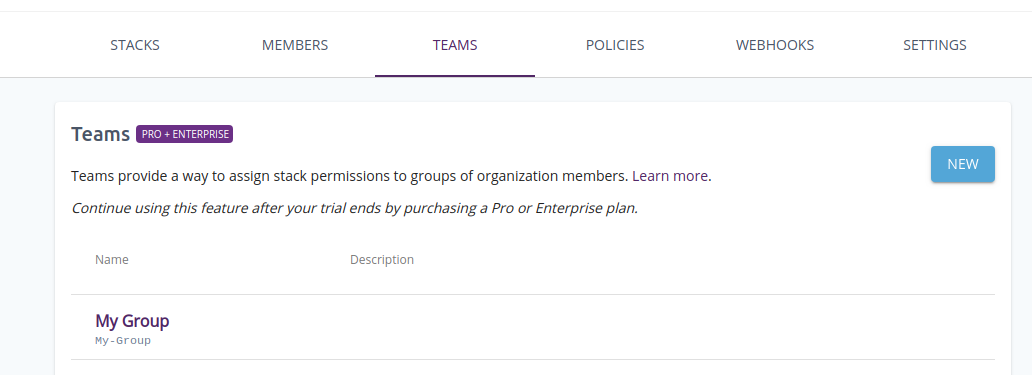 STACKS MEMBERS TEAMS POLICIES WEBHOOKS SETTINGS
Teams PRO + ENTERPRISE
NEW
Teams provide a way to assign stack permissions to groups of organization members. Learn more.
Continue using this feature after your trial ends by purchasing a Pro or Enterprise plan.
Name Description
My Group
My-Group